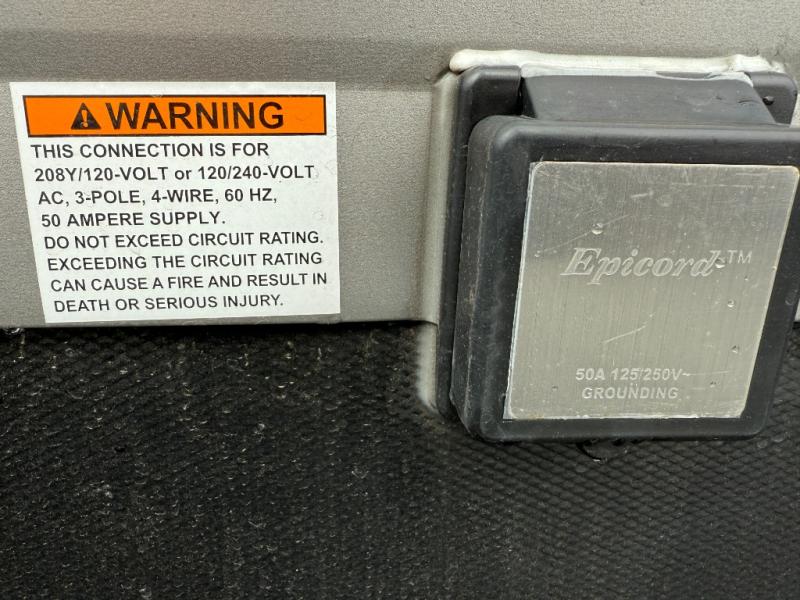 WARNING
THIS CONNECTION IS FOR
208Y/120-VOLT or 120/240-VOLT
AC, 3-POLE, 4-WIRE, 60 HZ,
50 AMPERE SUPPLY.
DO NOT EXCEED CIRCUIT RATING.
EXCEEDING THE CIRCUIT RATING
CAN CAUSE A FIRE AND RESULT IN
DEATH OR SERIOUS INJURY.
Epicord™
50A 125/250V~
GROUNDING